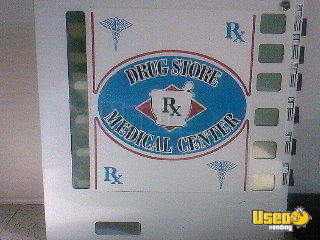 Rx
DRUG STORE
Rx
MEDICAL CENTER
Rx
Used
vending